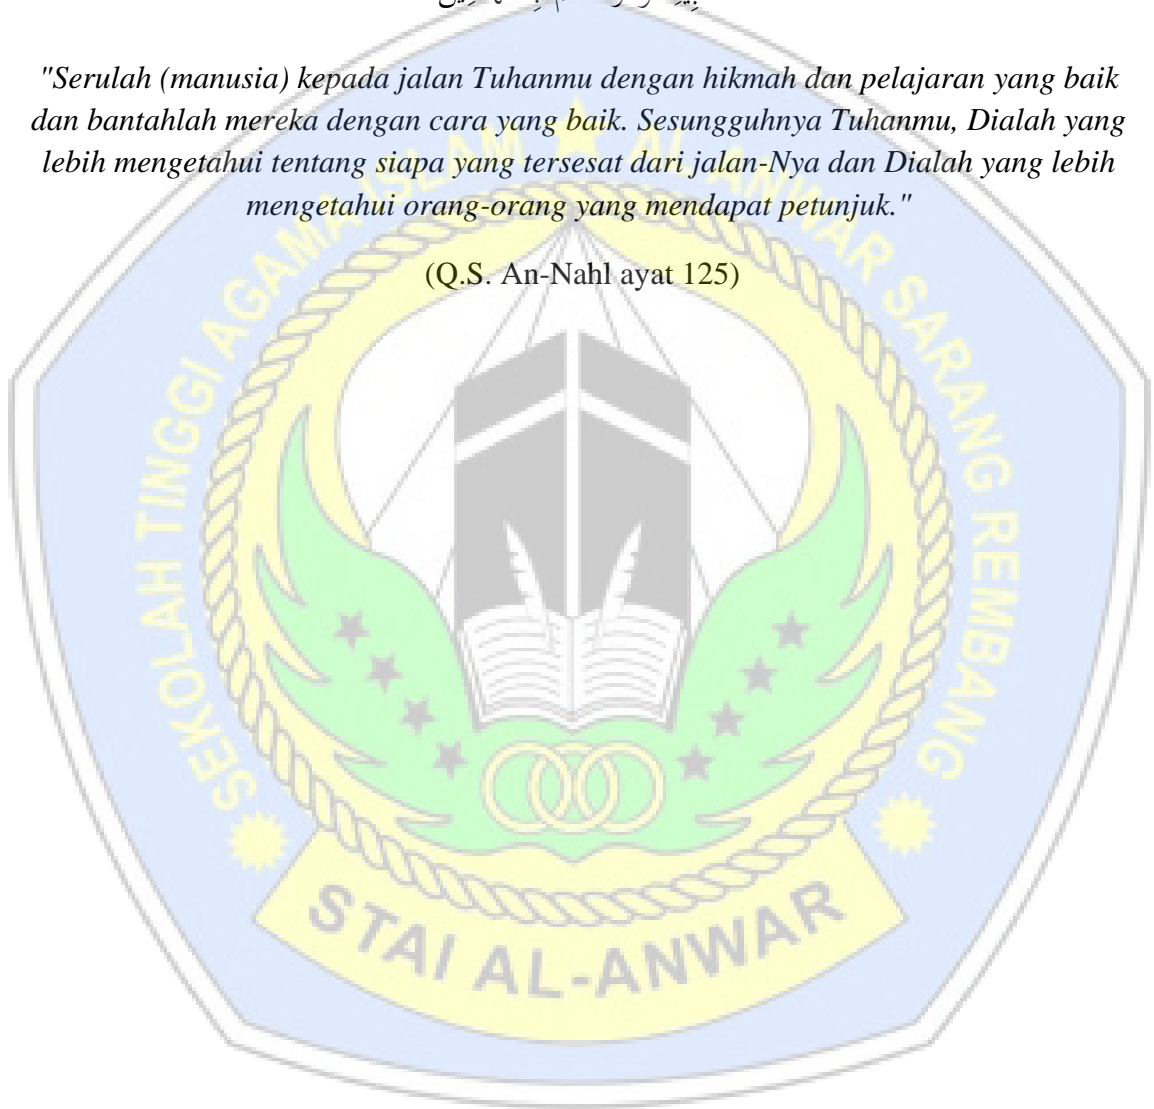 "Serulah (manusia) kepada jalan Tuhanmu dengan hikmah dan pelajaran yang baik
dan bantahlah mereka dengan cara yang baik. Sesungguhnya Tuhanmu, Dialah yang
lebih mengetahui tentang siapa yang tersesat dari jalan-Nya dan Dialah yang lebih
mengetahui orang-orang yang mendapat petunjuk."
(Q.S. An-Nahl ayat 125)
SEKOLAH TINGGI AGAMA ISLAM AL-ANWAR SARANG REMBANG
STAI AL-ANWAR